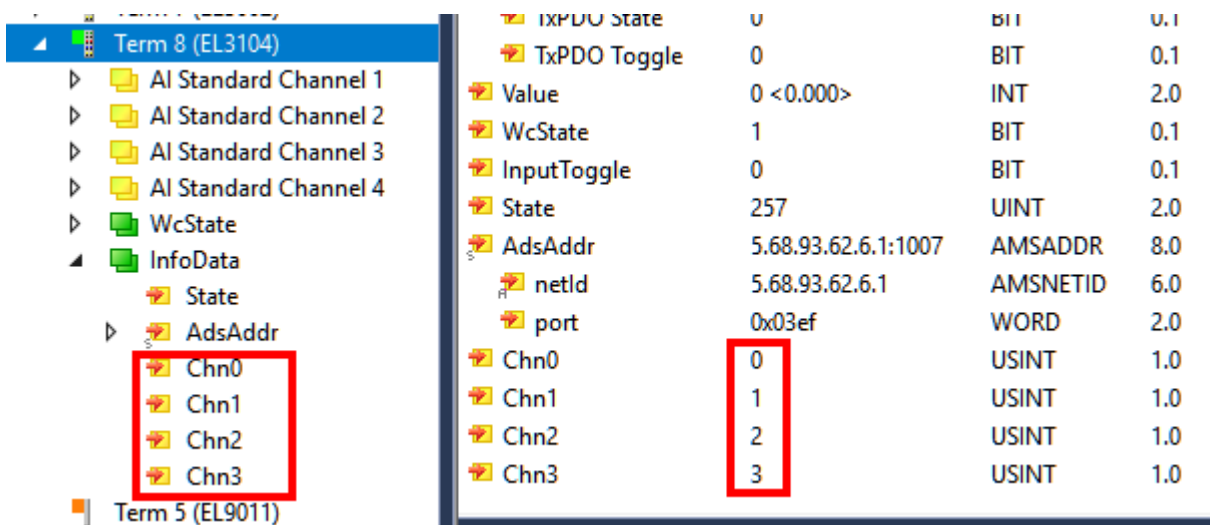 Term 8 (EL3104)
AI Standard Channel 1
AI Standard Channel 2
AI Standard Channel 3
AI Standard Channel 4
WcState
InfoData
State
AdsAddr
Chn0
Chn1
Chn2
Chn3
Term 5 (EL9011)
TxPDO State 0 BIT 0.1
TxPDO Toggle 0 BIT 0.1
Value 0 <0.000> INT 2.0
WcState 1 BIT 0.1
InputToggle 0 BIT 0.1
State 257 UINT 2.0
AdsAddr 5.68.93.62.6.1:1007 AMSADDR 8.0
netId 5.68.93.62.6.1 AMSNETID 6.0
port 0x03ef WORD 2.0
Chn0 0 USINT 1.0
Chn1 1 USINT 1.0
Chn2 2 USINT 1.0
Chn3 3 USINT 1.0